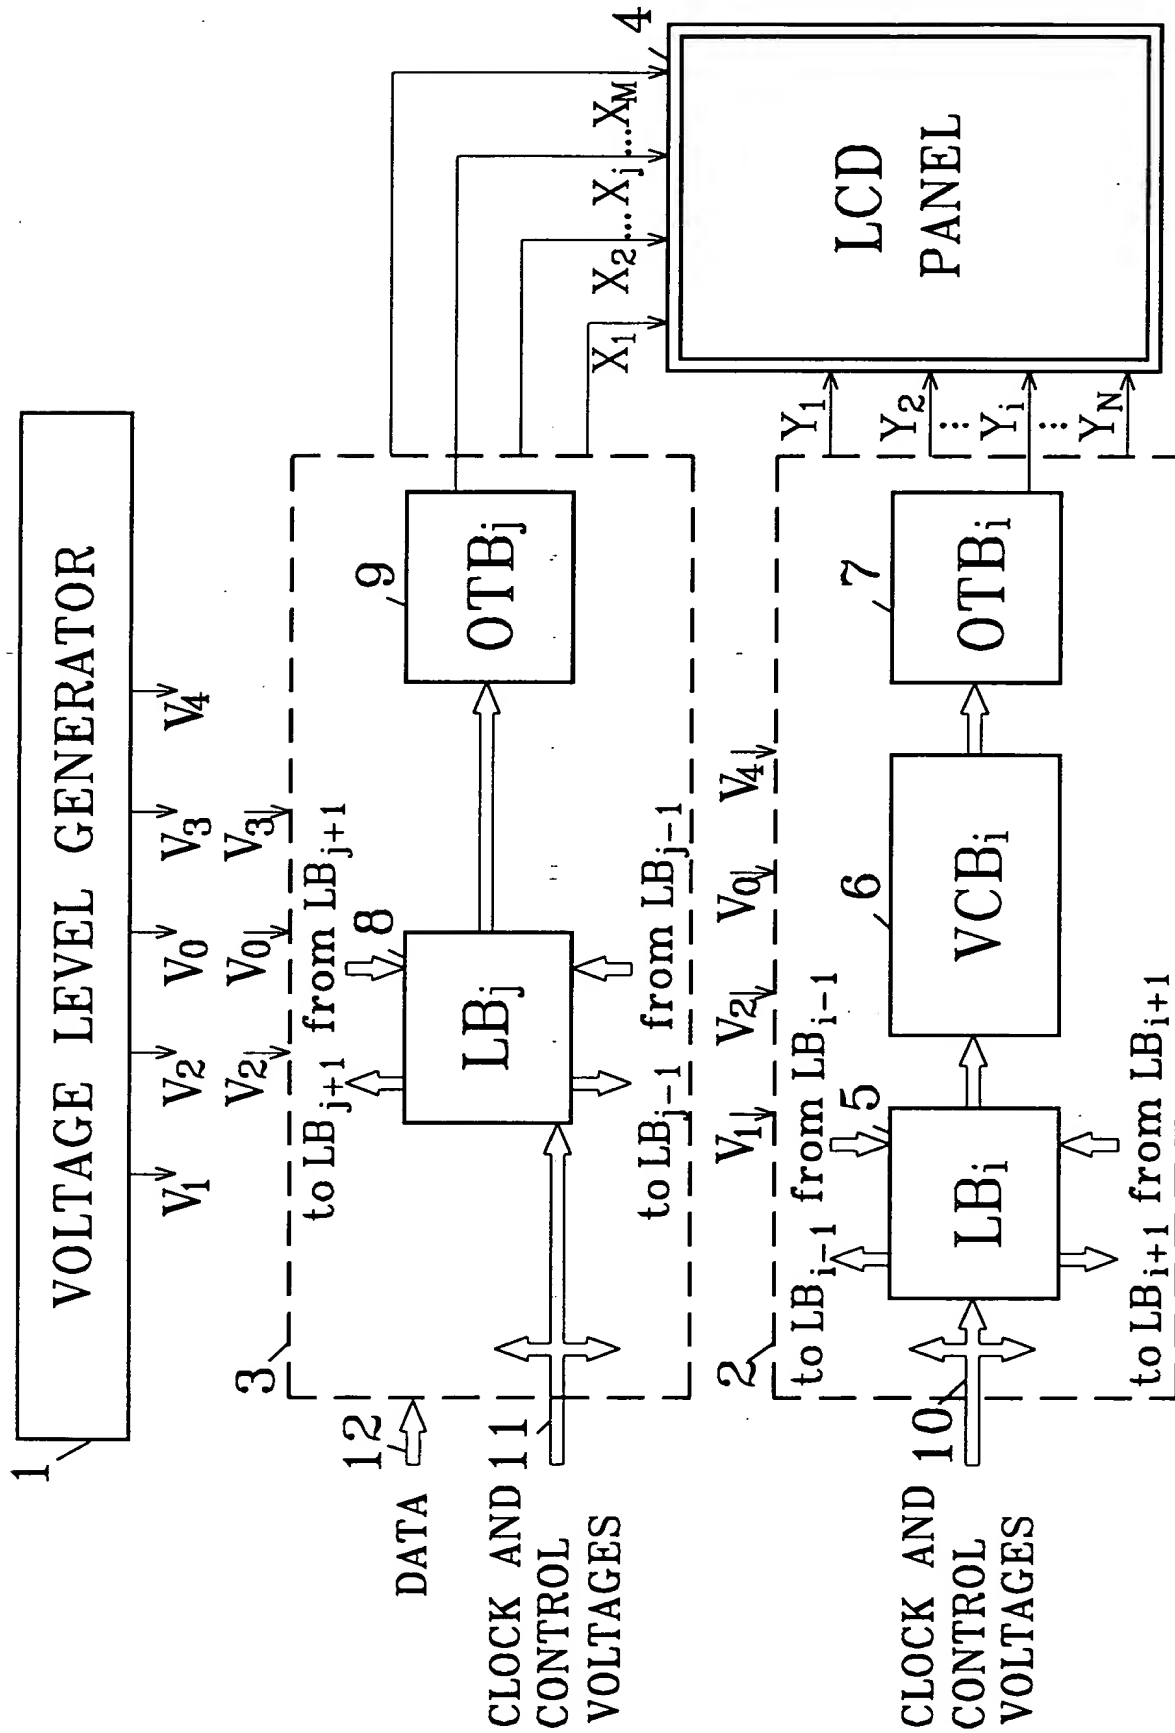 1
VOLTAGE LEVEL GENERATOR
V₁ V₂ V₀ V₃ V₄
V₂ V₀ V₃
3
12
DATA
to LBⱼ₊₁ from LBⱼ₊₁
8
LBⱼ
9
OTBⱼ
11
CLOCK AND
CONTROL
VOLTAGES
to LBⱼ₋₁ from LBⱼ₋₁
X₁ X₂ ... Xⱼ ... X_M
4
LCD
PANEL
V₁ V₂ V₀ V₄
2
to LBᵢ₋₁ from LBᵢ₋₁
5
LBᵢ
6
VCBᵢ
7
OTBᵢ
10
CLOCK AND
CONTROL
VOLTAGES
to LBᵢ₊₁ from LBᵢ₊₁
Y₁
Y₂
...
Yᵢ
...
Y_N